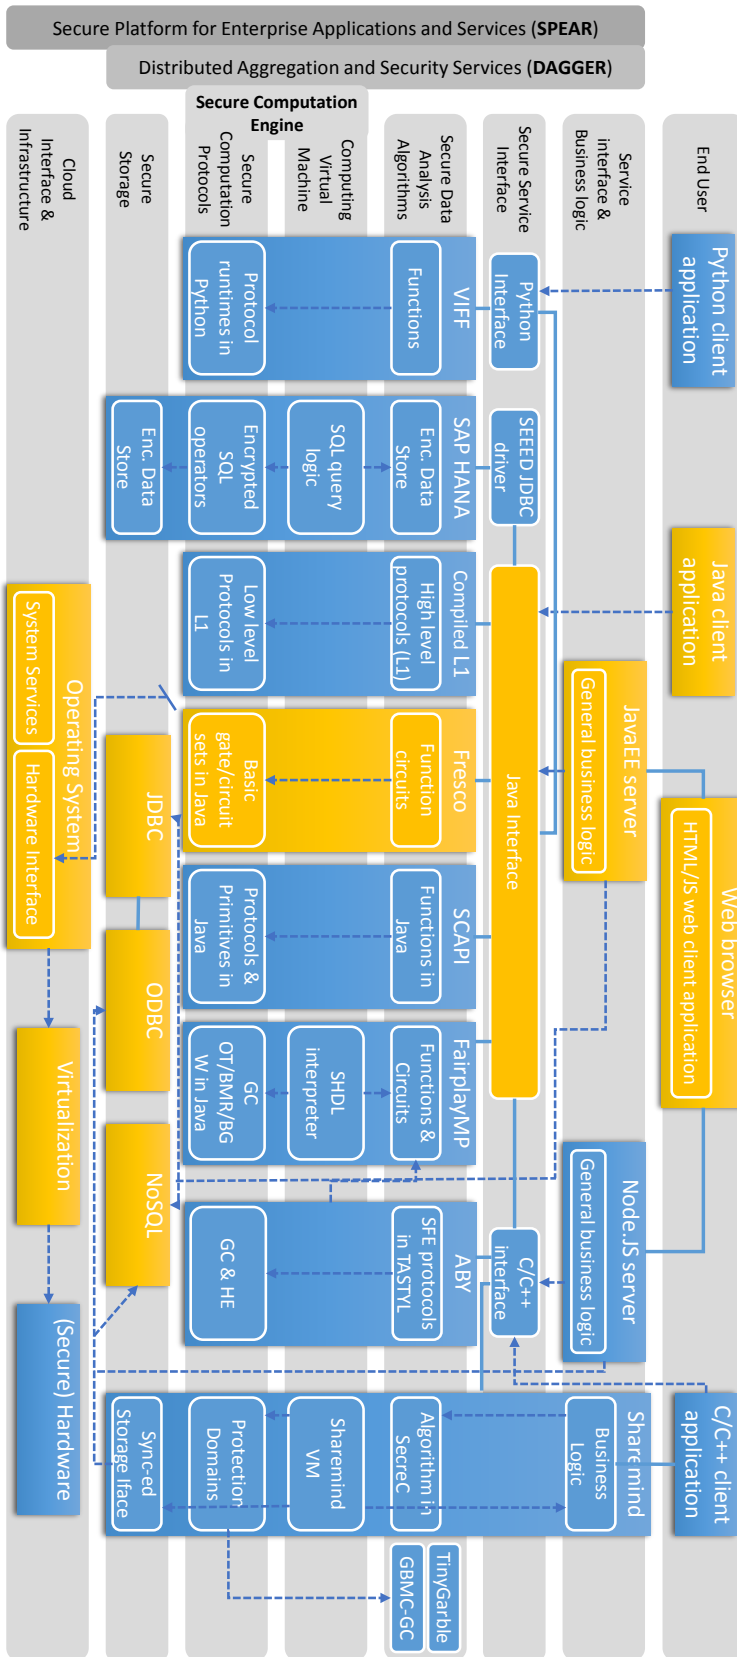 Secure Platform for Enterprise Applications and Services (SPEAR)
Distributed Aggregation and Security Services (DAGGER)
Secure Computation
Engine
End User
Service
interface &
Business logic
Secure Service
Interface
Secure Data
Analysis
Algorithms
Computing
Virtual
Machine
Secure
Computation
Protocols
Secure
Storage
Cloud
Interface &
Infrastructure
Python client
application
Java client
application
Web browser
HTML/JS web client application
C/C++ client
application
JavaEE server
General business logic
Node.JS server
General business logic
Sharemind
Business
Logic
Python
Interface
SEEED JDBC
driver
Java Interface
C/C++
interface
VIFF
Functions
Protocol
runtimes in
Python
SAP HANA
Enc. Data
Store
SQL query
logic
Encrypted
SQL
operators
Enc. Data
Store
Compiled L1
High level
protocols (L1)
Low level
Protocols in
L1
Fresco
Function
circuits
Basic
gate/circuit
sets in Java
SCAPI
Functions in
Java
Protocols &
Primitives in
Java
FairplayMP
Functions &
Circuits
SHDL
interpreter
GC
OT/BMR/BG
W in Java
ABY
SFE protocols
in TASTYL
GC & HE
Algorithm in
SecreC
Sharemind
VM
Protection
Domains
Sync-ed
Storage Iface
TinyGarble
GBMC-GC
JDBC
ODBC
NoSQL
Operating System
System Services
Hardware Interface
Virtualization
(Secure) Hardware